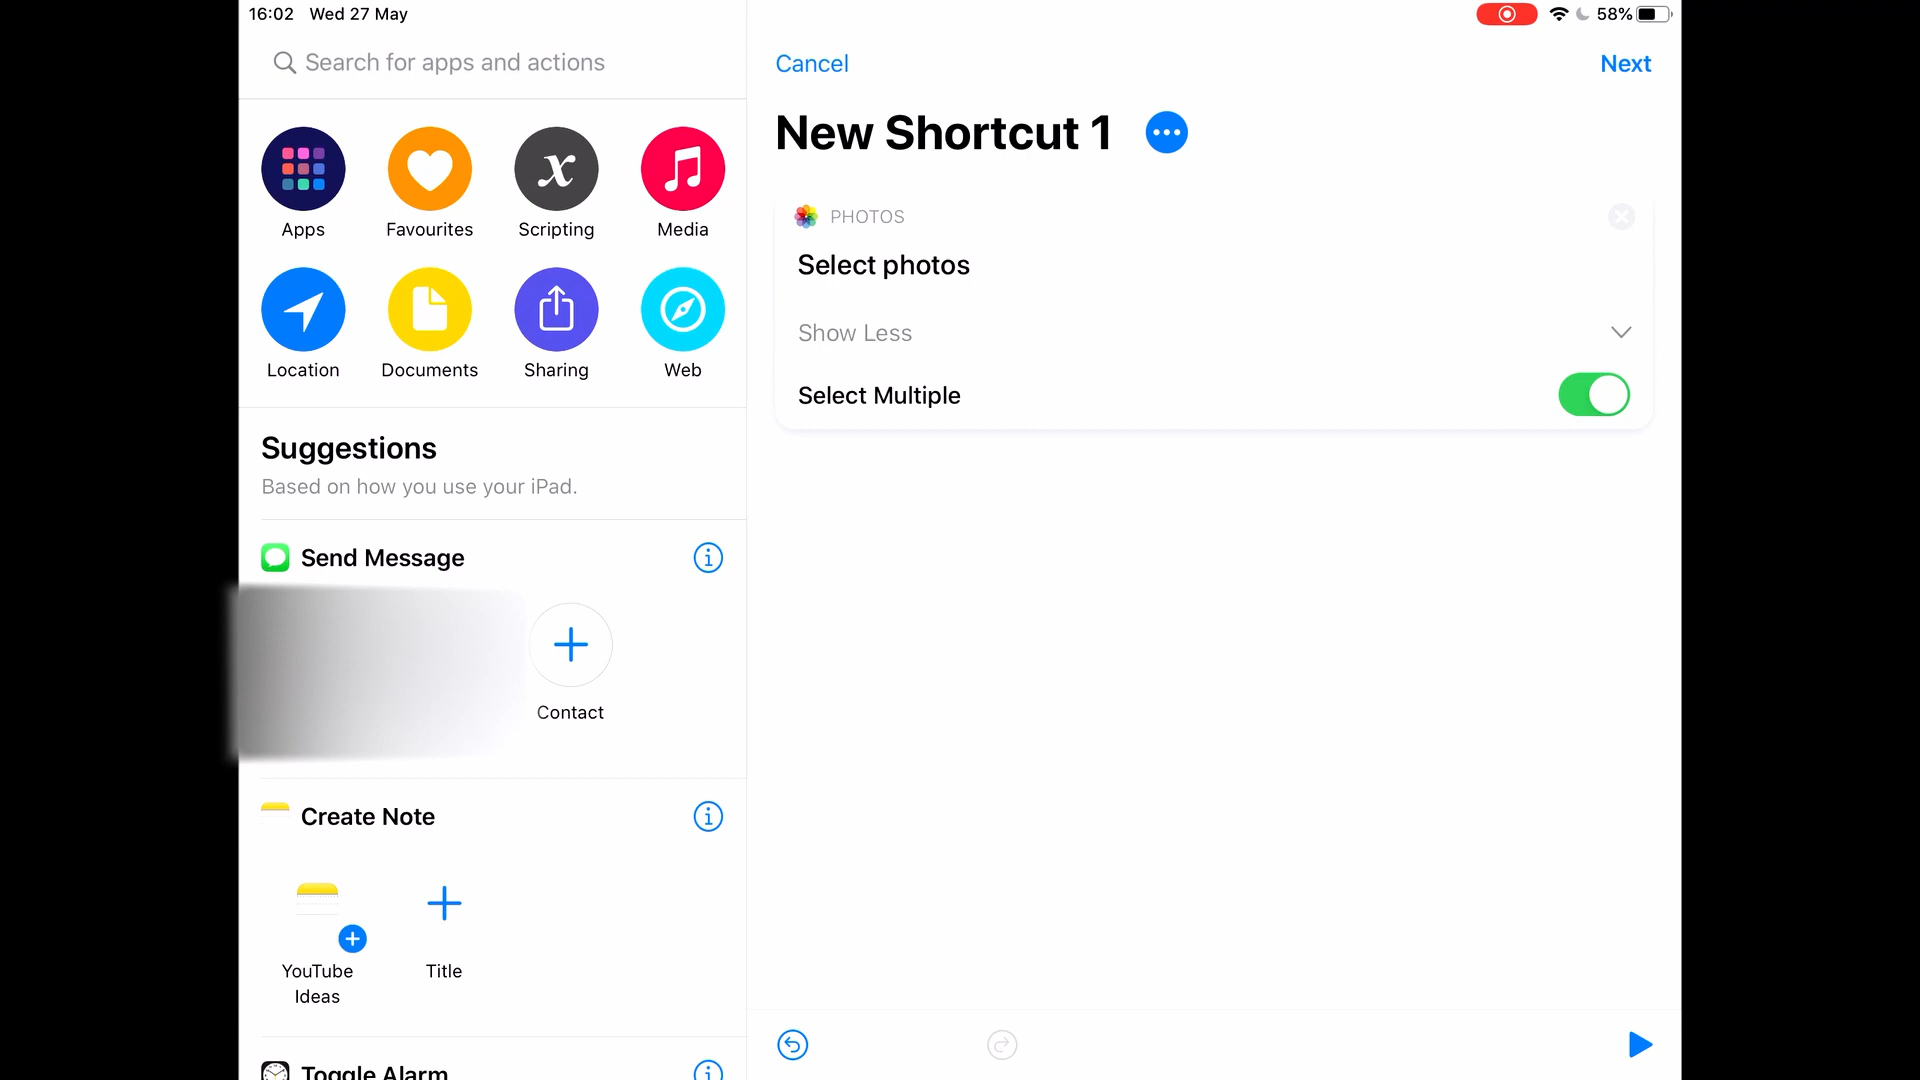 16:02 Wed 27 May
58%
Search for apps and actions
Apps
Favourites
Scripting
Media
Location
Documents
Sharing
Web
Suggestions
Based on how you use your iPad.
Send Message
Contact
Create Note
YouTube
Ideas
Title
Toggle Alarm
Cancel
Next
New Shortcut 1
PHOTOS
Select photos
Show Less
Select Multiple